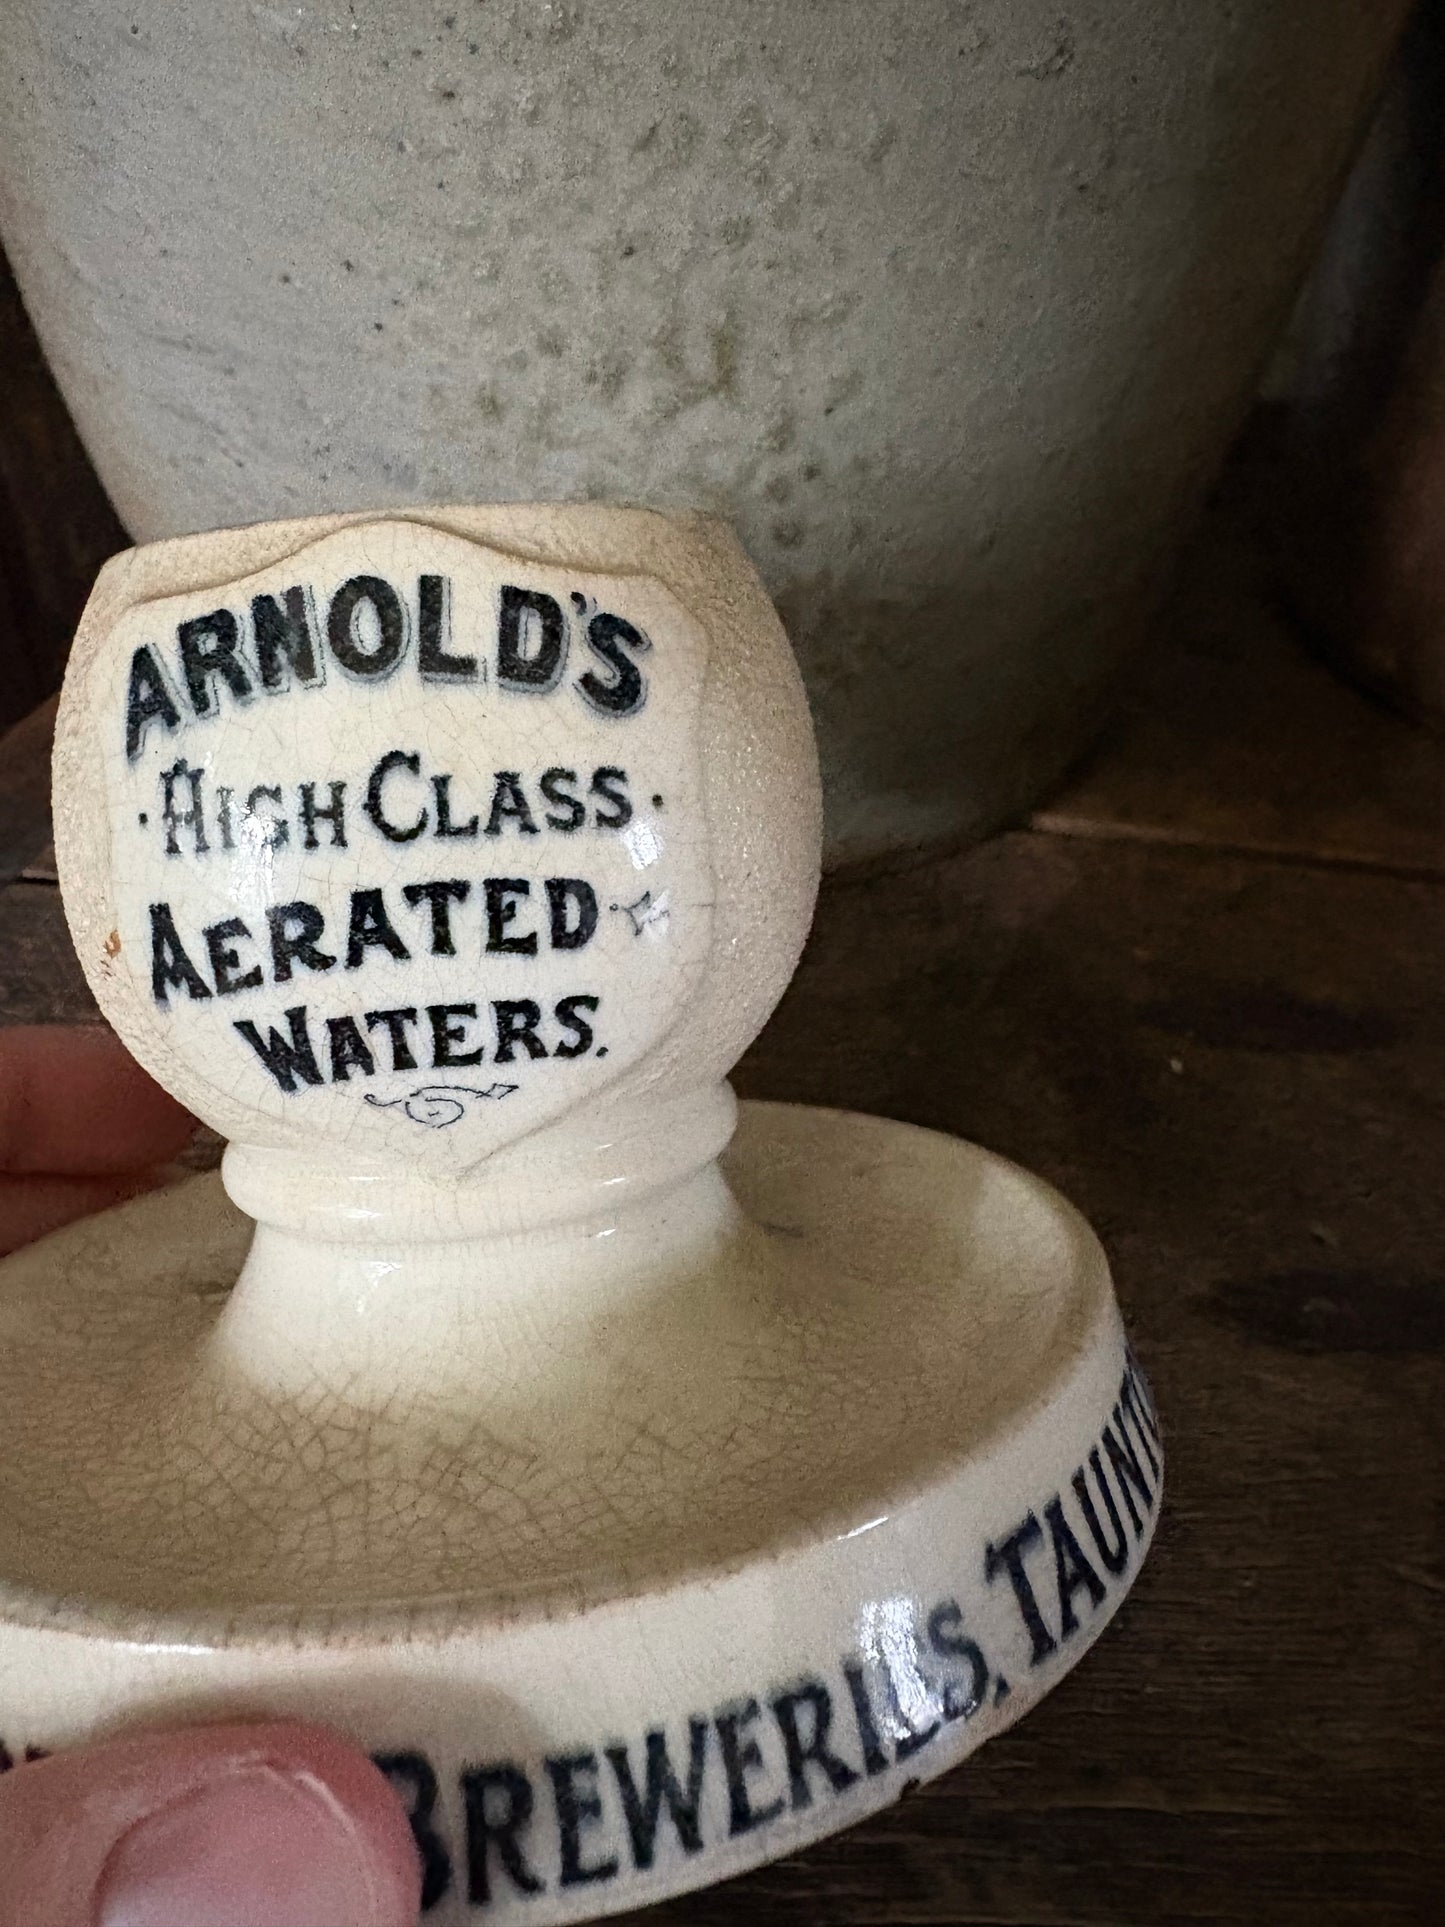 ARNOLD'S
· HIGH CLASS ·
AERATED
WATERS.
BREWERIES, TAUNT